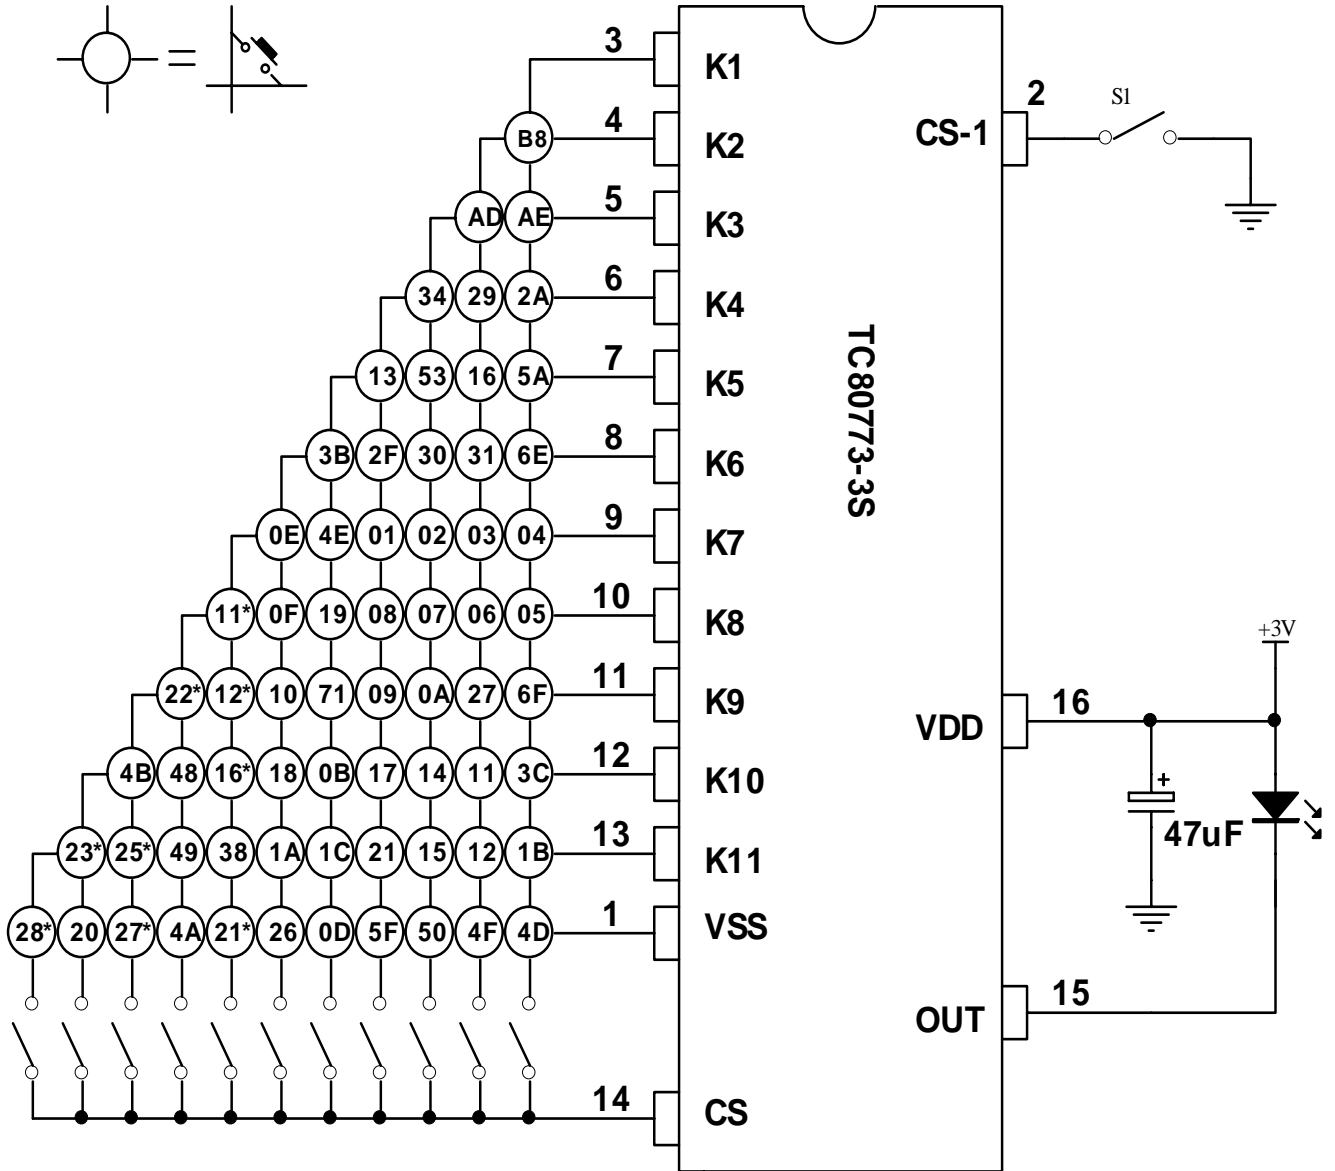 3 K1
2 S1
CS-1
B8 4 K2
AD AE 5 K3
34 29 2A 6 K4
13 53 16 5A 7 K5
TC80773-3S
3B 2F 30 31 6E 8 K6
0E 4E 01 02 03 04 9 K7
11* 0F 19 08 07 06 05 10 K8
+3V
22* 12* 10 71 09 0A 27 6F 11 K9
VDD 16
4B 48 16* 18 0B 17 14 11 3C 12 K10
+
47uF
23* 25* 49 38 1A 1C 21 15 12 1B 13 K11
28* 20 27* 4A 21* 26 0D 5F 50 4F 4D 1 VSS
OUT 15
14 CS